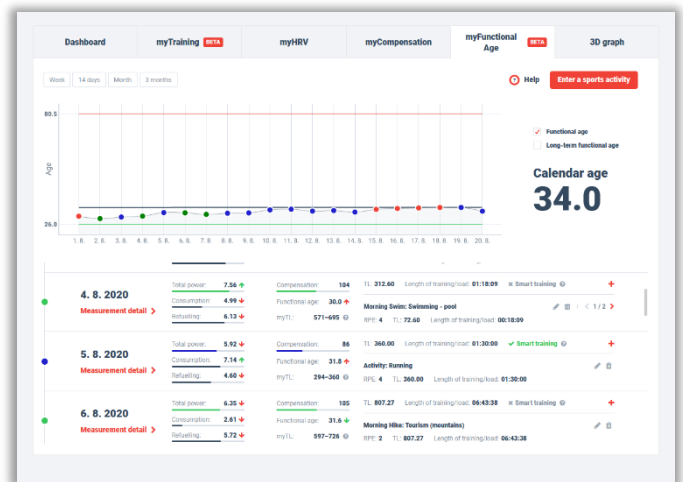 Dashboard myTraining BETA myHRV myCompensation myFunctional Age BETA 3D graph
Week 14 days Month 3 months ? Help Enter a sports activity
80.5
Functional age
Long-term functional age
Age
Calendar age
34.0
26.0
1. 8. 2. 8. 3. 8. 4. 8. 5. 8. 6. 8. 7. 8. 8. 8. 9. 8. 10. 8. 11. 8. 12. 8. 13. 8. 14. 8. 15. 8. 16. 8. 17. 8. 18. 8. 19. 8. 20. 8.
Total power: 7.56 Compensation: 104 TL: 312.60 Length of training/load: 01:18:09 × Smart training ? +
4. 8. 2020 Consumption: 4.99 Functional age: 30.0 Morning Swim: Swimming - pool < 1 / 2 >
Measurement detail > Refueling: 6.13 myTL: 571–695 RPE: 4 TL: 72.60 Length of training/load: 00:18:09
Total power: 5.92 Compensation: 86 TL: 360.00 Length of training/load: 01:30:00 ✓ Smart training ? +
5. 8. 2020 Consumption: 7.14 Functional age: 31.8 Activity: Running
Measurement detail > Refueling: 4.60 myTL: 294–360 RPE: 4 TL: 360.00 Length of training/load: 01:30:00
Total power: 6.35 Compensation: 105 TL: 807.27 Length of training/load: 06:43:38 × Smart training ? +
6. 8. 2020 Consumption: 2.61 Functional age: 31.6 Morning Hike: Tourism (mountains)
Measurement detail > Refueling: 5.72 myTL: 597–726 RPE: 2 TL: 807.27 Length of training/load: 06:43:38